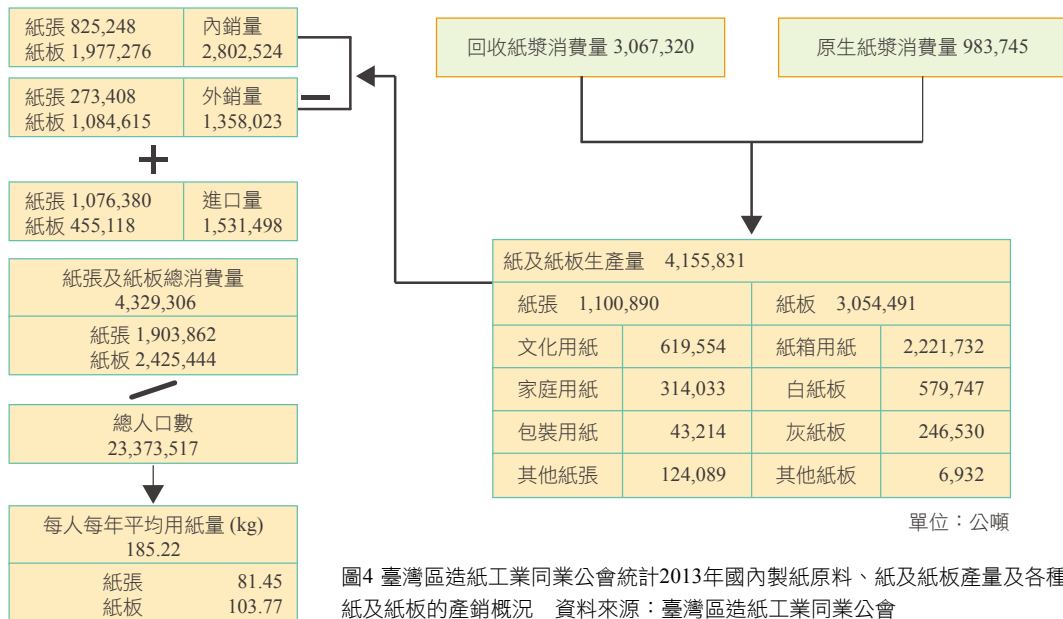 紙張 825,248
紙板 1,977,276
內銷量
2,802,524
紙張 273,408
紙板 1,084,615
外銷量
1,358,023
紙張 1,076,380
紙板 455,118
進口量
1,531,498
紙張及紙板總消費量
4,329,306
紙張 1,903,862
紙板 2,425,444
總人口數
23,373,517
每人每年平均用紙量 (kg)
185.22
紙張 81.45
紙板 103.77
回收紙漿消費量 3,067,320
原生紙漿消費量 983,745
紙及紙板生產量 4,155,831
紙張 1,100,890 紙板 3,054,491
文化用紙 619,554 紙箱用紙 2,221,732
家庭用紙 314,033 白紙板 579,747
包裝用紙 43,214 灰紙板 246,530
其他紙張 124,089 其他紙板 6,932
單位：公噸
圖4 臺灣區造紙工業同業公會統計2013年國內製紙原料、紙及紙板產量及各種
紙及紙板的產銷概況 資料來源：臺灣區造紙工業同業公會